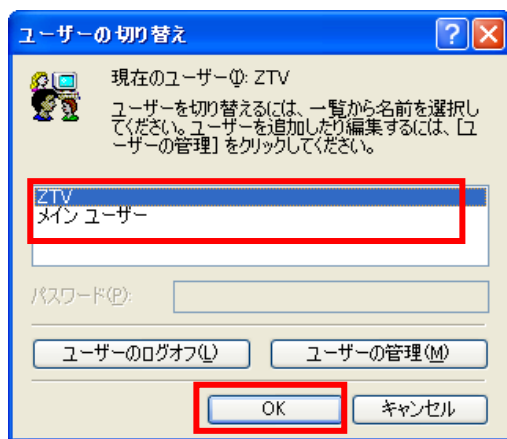 ユーザーの切り替え
現在のユーザー(I): ZTV
ユーザーを切り替えるには、一覧から名前を選択し
てください。ユーザーを追加したり編集するには、[ユ
ーザーの管理] をクリックしてください。
ZTV
メイン ユーザー
パスワード(P):
ユーザーのログオフ(L) ユーザーの管理(M)
OK キャンセル